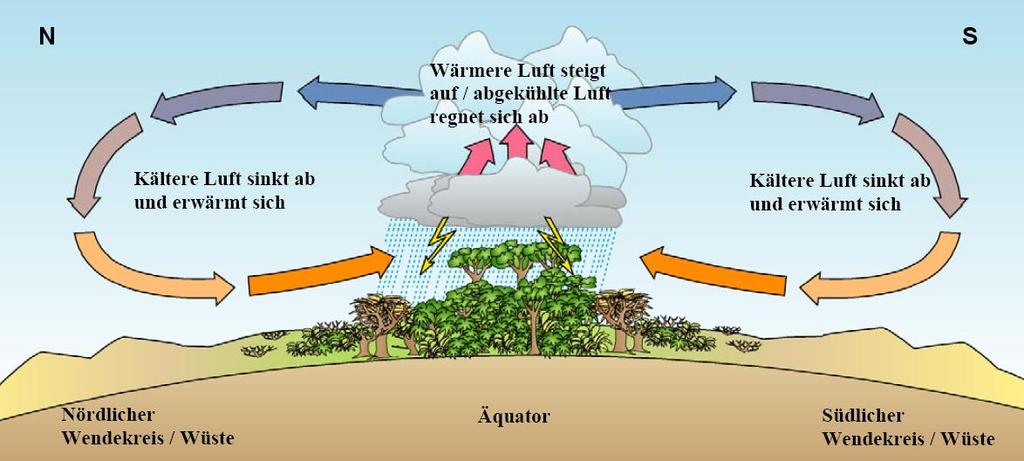 N
S
Wärmere Luft steigt
auf / abgekühlte Luft
regnet sich ab
Kältere Luft sinkt ab
und erwärmt sich
Kältere Luft sinkt ab
und erwärmt sich
Nördlicher
Wendekreis / Wüste
Äquator
Südlicher
Wendekreis / Wüste